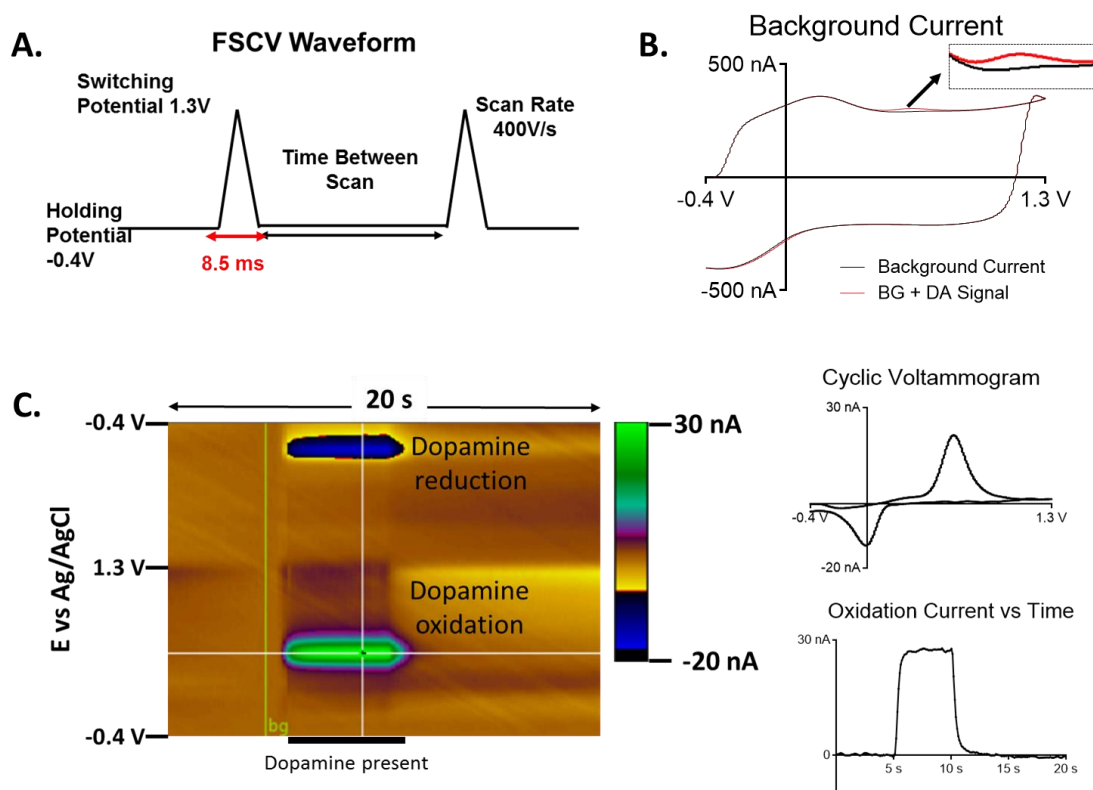 A.
FSCV Waveform
Switching
Potential 1.3V
Scan Rate
400V/s
Time Between
Scan
Holding
Potential
-0.4V
8.5 ms
B.
Background Current
500 nA
-0.4 V
1.3 V
-500 nA
Background Current
BG + DA Signal
C.
20 s
-0.4 V
1.3 V
-0.4 V
E vs Ag/AgCl
Dopamine
reduction
Dopamine
oxidation
bg
Dopamine present
30 nA
-20 nA
Cyclic Voltammogram
30 nA
-0.4 V
1.3 V
-20 nA
Oxidation Current vs Time
30 nA
0
5 s
10 s
15 s
20 s